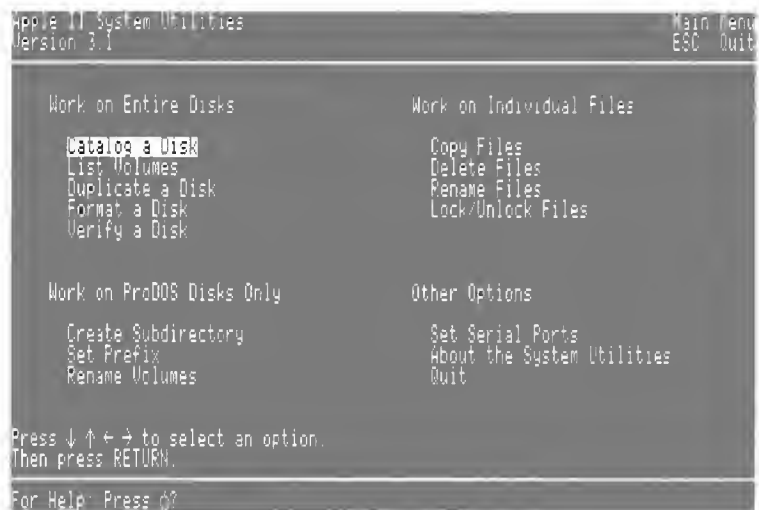 Apple II System Utilities
Version 3.1
Main Menu
ESC Quit
Work on Entire Disks
Catalog a Disk
List Volumes
Duplicate a Disk
Format a Disk
Verify a Disk
Work on Individual Files
Copy Files
Delete Files
Rename Files
Lock/Unlock Files
Work on ProDOS Disks Only
Create Subdirectory
Set Prefix
Rename Volumes
Other Options
Set Serial Ports
About the System Utilities
Quit
Press ↓ ↑ ← → to select an option.
Then press RETURN.
For Help: Press ?